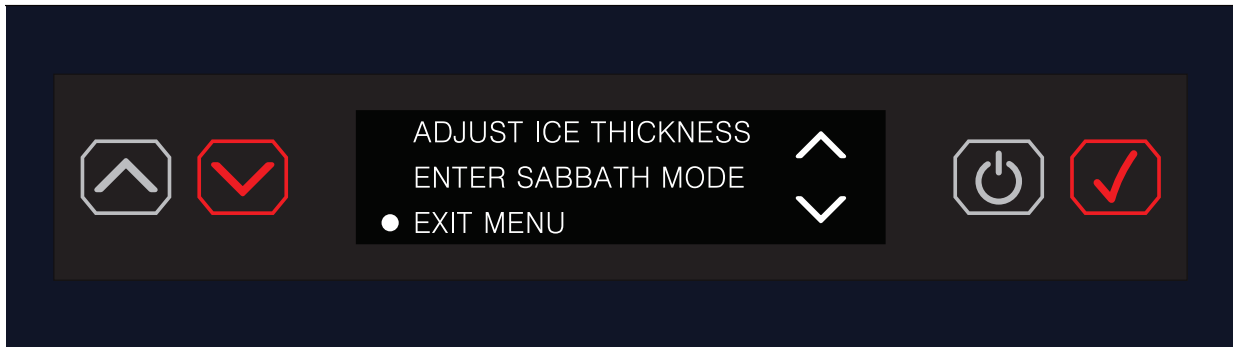 ADJUST ICE THICKNESS
ENTER SABBATH MODE
EXIT MENU